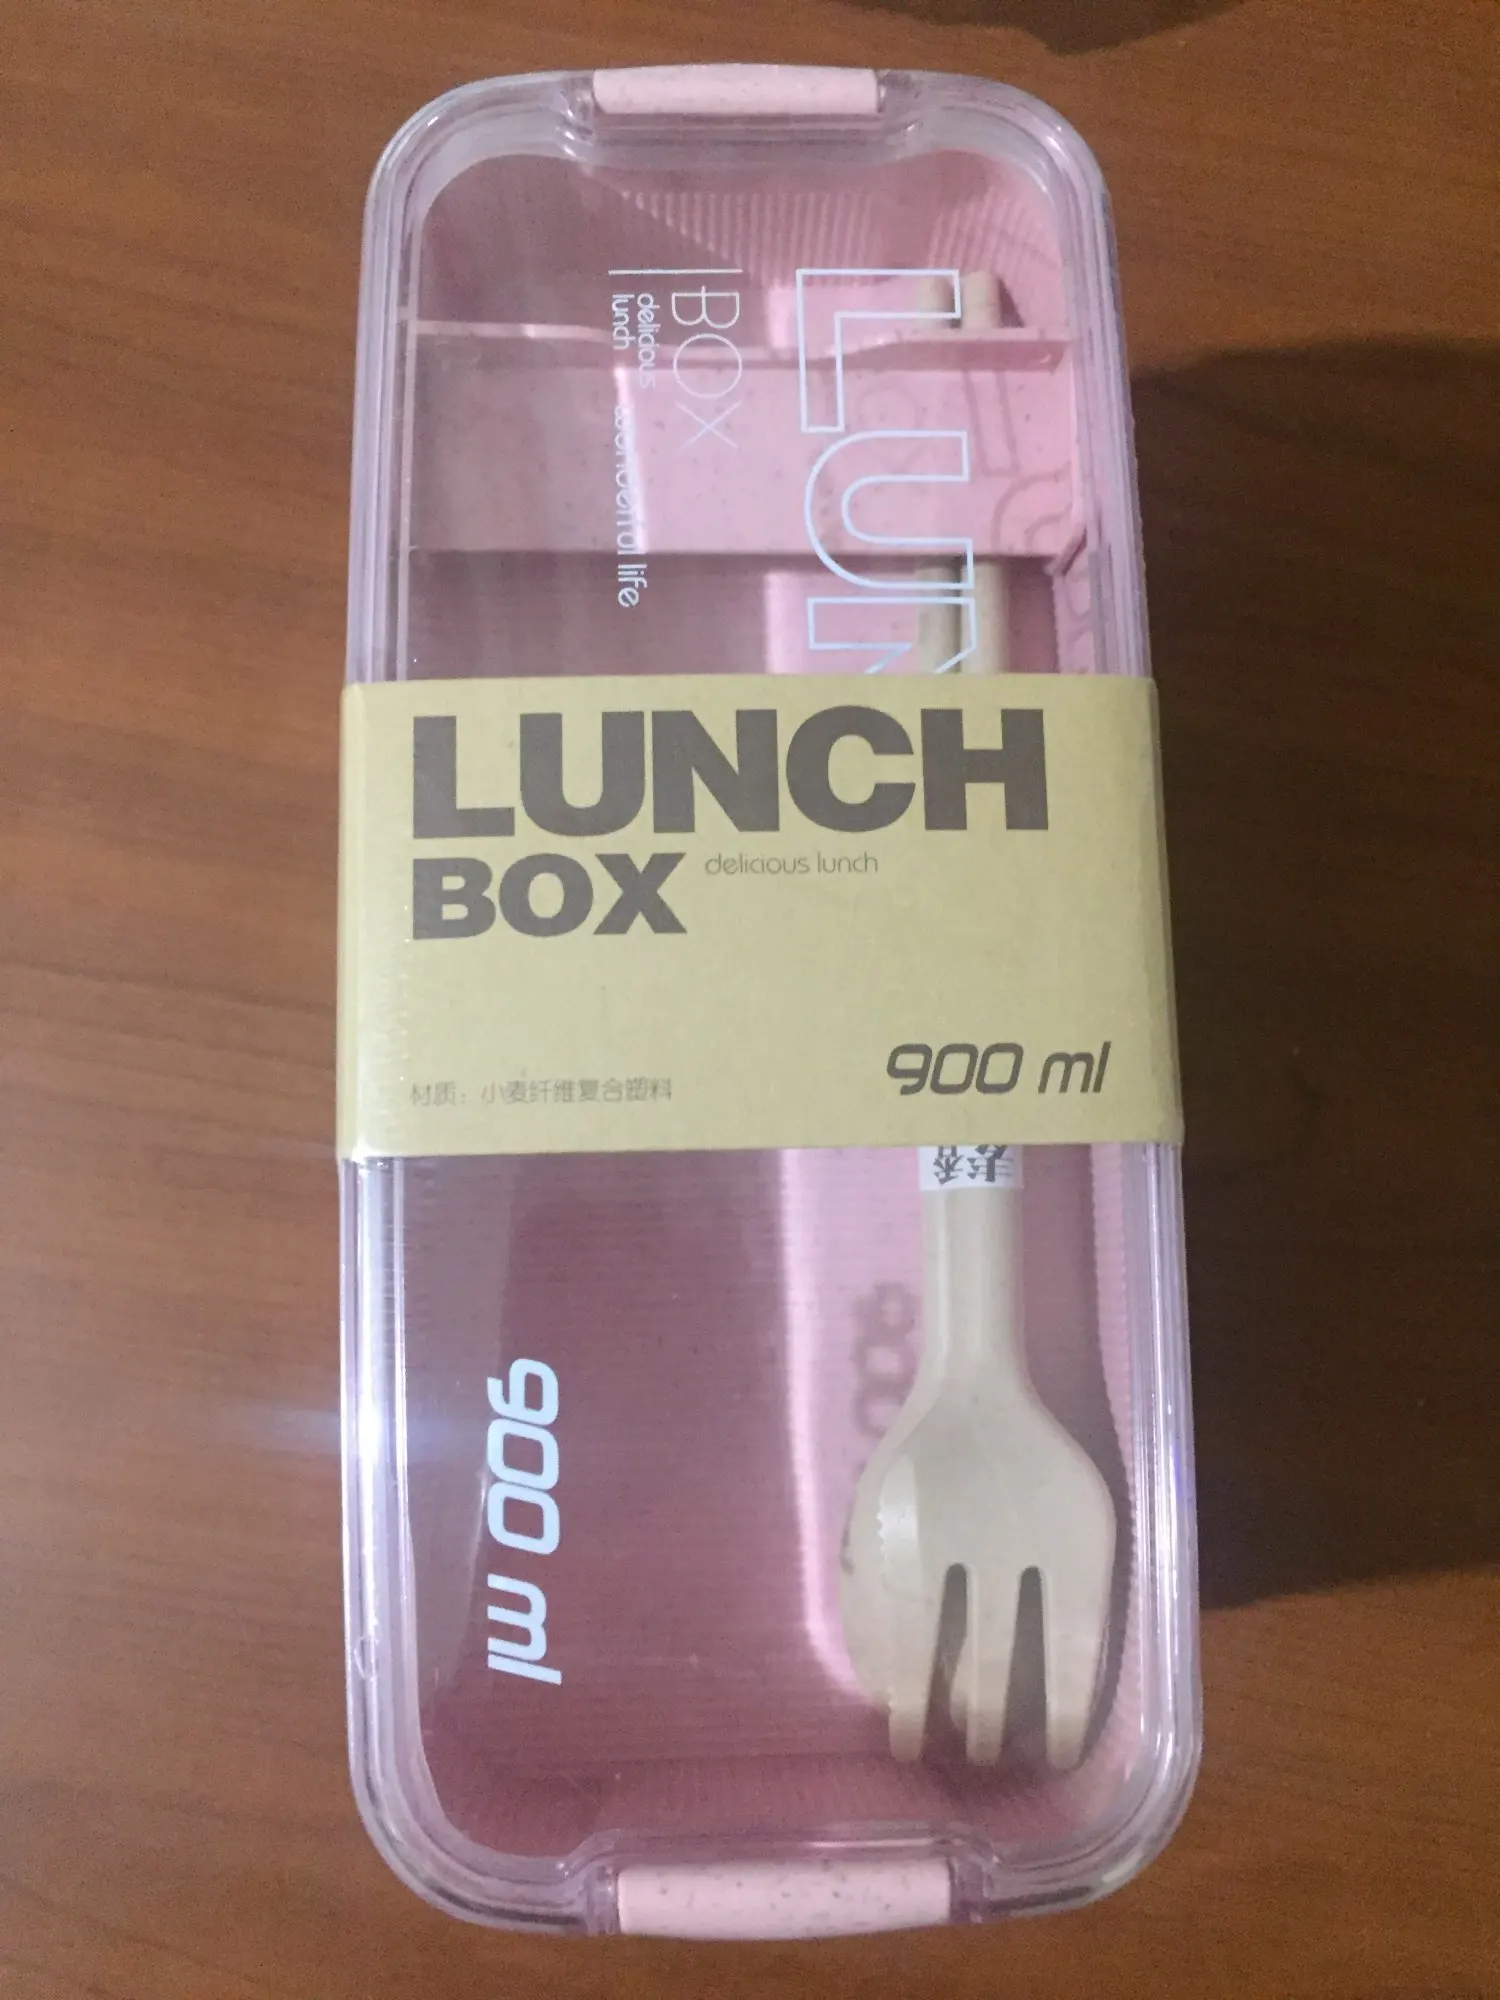 LUN
BOX
delicious
lunch
wonderful life
LUNCH
BOX delicious lunch
900 ml
材质：小麦纤维复合塑料
900 ml